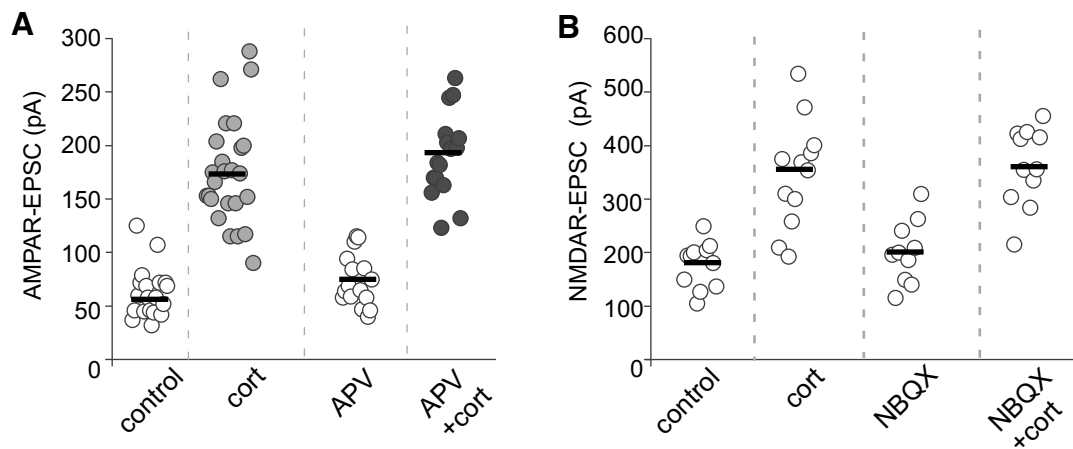 A
AMPAR-EPSC (pA)
300
250
200
150
100
50
0
control
cort
APV
APV
+cort
B
NMDAR-EPSC (pA)
600
500
400
300
200
100
0
control
cort
NBQX
NBQX
+cort